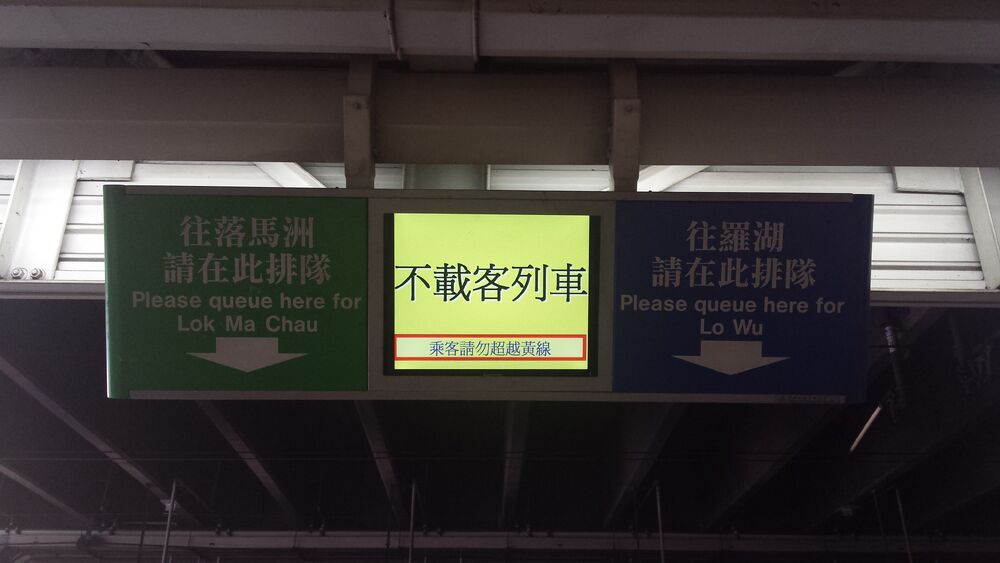 往落馬洲
請在此排隊
Please queue here for
Lok Ma Chau
不載客列車
乘客請勿超越黃線
往羅湖
請在此排隊
Please queue here for
Lo Wu